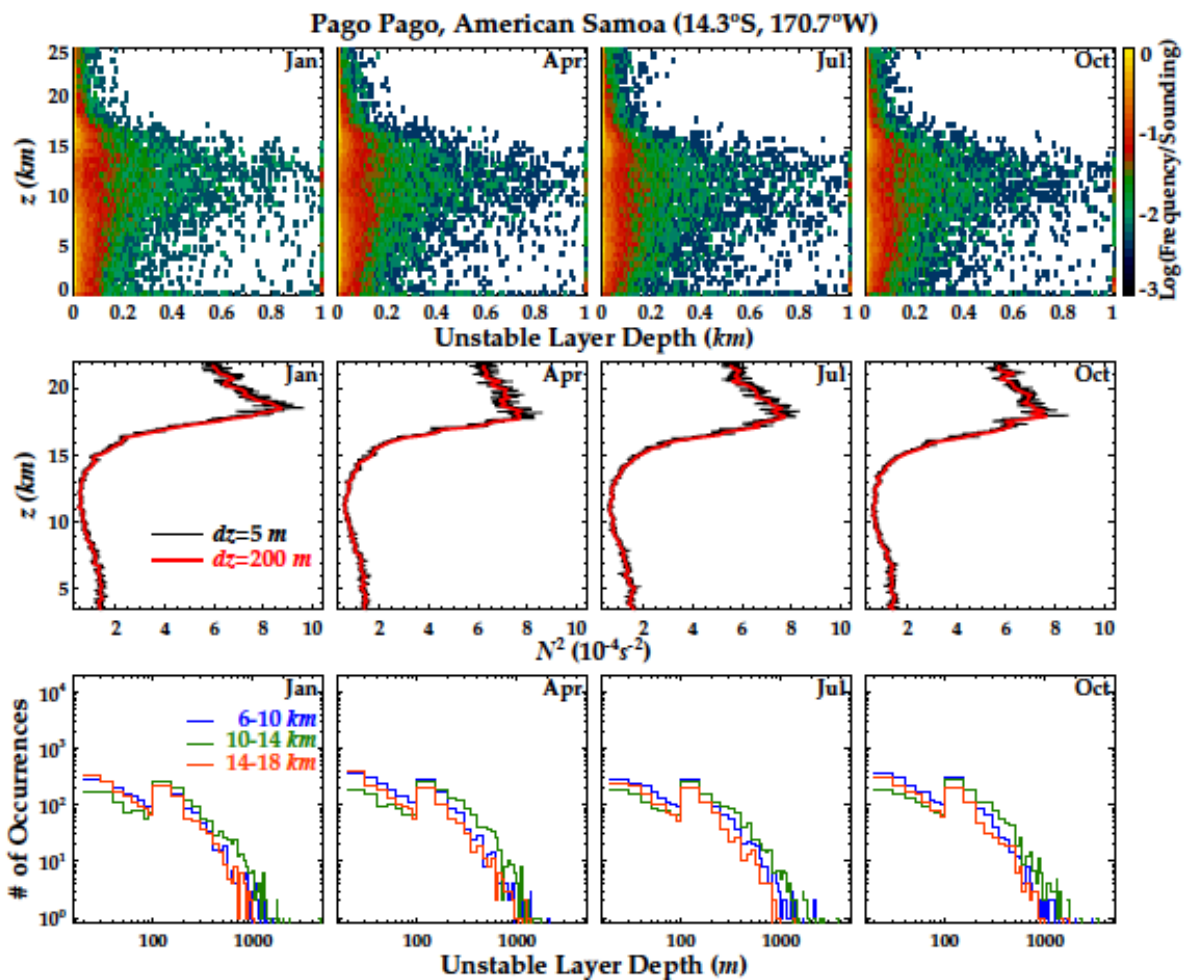 Pago Pago, American Samoa (14.3ºS, 170.7ºW)
25 20 15 10 5 0
z (km)
Jan Apr Jul Oct
0 0.2 0.4 0.6 0.8 1 0 0.2 0.4 0.6 0.8 1 0 0.2 0.4 0.6 0.8 1 0 0.2 0.4 0.6 0.8 1
Unstable Layer Depth (km)
0 -1 -2 -3
Log(Frequency/Sounding)
20 15 10 5
z (km)
Jan Apr Jul Oct
dz=5 m
dz=200 m
2 4 6 8 10 2 4 6 8 10 2 4 6 8 10 2 4 6 8 10
N² (10⁻⁴s⁻²)
10⁴ 10³ 10² 10¹ 10⁰
# of Occurrences
Jan Apr Jul Oct
6-10 km
10-14 km
14-18 km
100 1000 100 1000 100 1000 100 1000
Unstable Layer Depth (m)